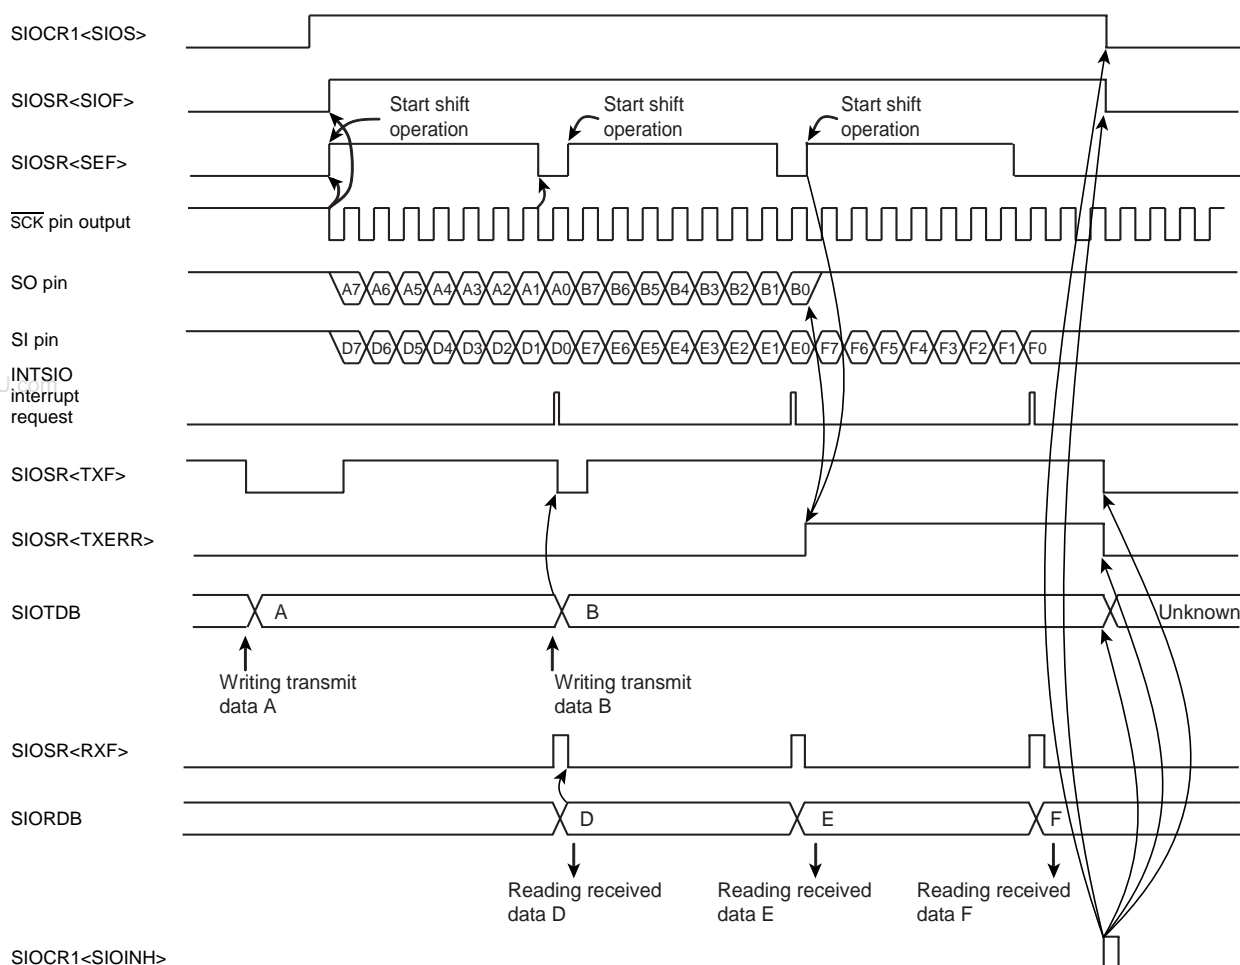 SIOCR1<SIOS>
SIOSR<SIOF>
Start shift
operation
Start shift
operation
Start shift
operation
SIOSR<SEF>
SCK pin output
SO pin
A7 A6 A5 A4 A3 A2 A1 A0 B7 B6 B5 B4 B3 B2 B1 B0
SI pin
D7 D6 D5 D4 D3 D2 D1 D0 E7 E6 E5 E4 E3 E2 E1 E0 F7 F6 F5 F4 F3 F2 F1 F0
INTSIO
interrupt
request
SIOSR<TXF>
SIOSR<TXERR>
SIOTDB
A
B
Unknown
Writing transmit
data A
Writing transmit
data B
SIOSR<RXF>
SIORDB
D
E
F
Reading received
data D
Reading received
data E
Reading received
data F
SIOCR1<SIOINH>